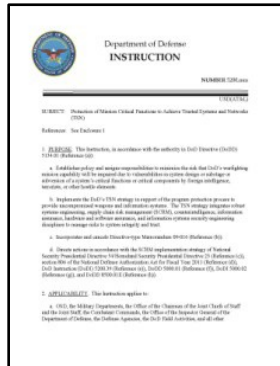 Department of Defense
INSTRUCTION
NUMBER 5200.mm
USD(AT&L)
SUBJECT: Protection of Mission Critical Functions to Achieve Trusted Systems and Networks
(TSN)
References: See Enclosure 1
1. PURPOSE. This Instruction, in accordance with the authority in DoD Directive (DoDD)
5134.01 (Reference (a)):
a. Establishes policy and assigns responsibilities to minimize the risk that DoD's warfighting
mission capability will be impaired due to vulnerabilities in system design or sabotage or
subversion of a system's critical functions or critical components by foreign intelligence,
terrorists, or other hostile elements.
b. Implements the DoD's TSN strategy in support of the program protection process to
provide uncompromised weapons and information systems. The TSN strategy integrates robust
systems engineering, supply chain risk management (SCRM), counterintelligence, information
assurance, hardware and software assurance, and information systems security engineering
disciplines to manage risks to system integrity and trust.
c. Incorporates and cancels Directive-Type Memorandum 09-016 (Reference (b)).
d. Directs actions in accordance with the SCRM implementation strategy of National
Security Presidential Directive 54/Homeland Security Presidential Directive 23 (Reference (c)),
section 806 of the National Defense Authorization Act for Fiscal Year 2011 (Reference (d)),
DoD Instruction (DoDI) 5200.39 (Reference (e)), DoDD 5000.01 (Reference (f)), DoDI 5000.02
(Reference (g)), and DoDD 8500.01E (Reference (h)).
2. APPLICABILITY. This Instruction applies to:
a. OSD, the Military Departments, the Office of the Chairman of the Joint Chiefs of Staff
and the Joint Staff, the Combatant Commands, the Office of the Inspector General of the
Department of Defense, the Defense Agencies, the DoD Field Activities, and all other